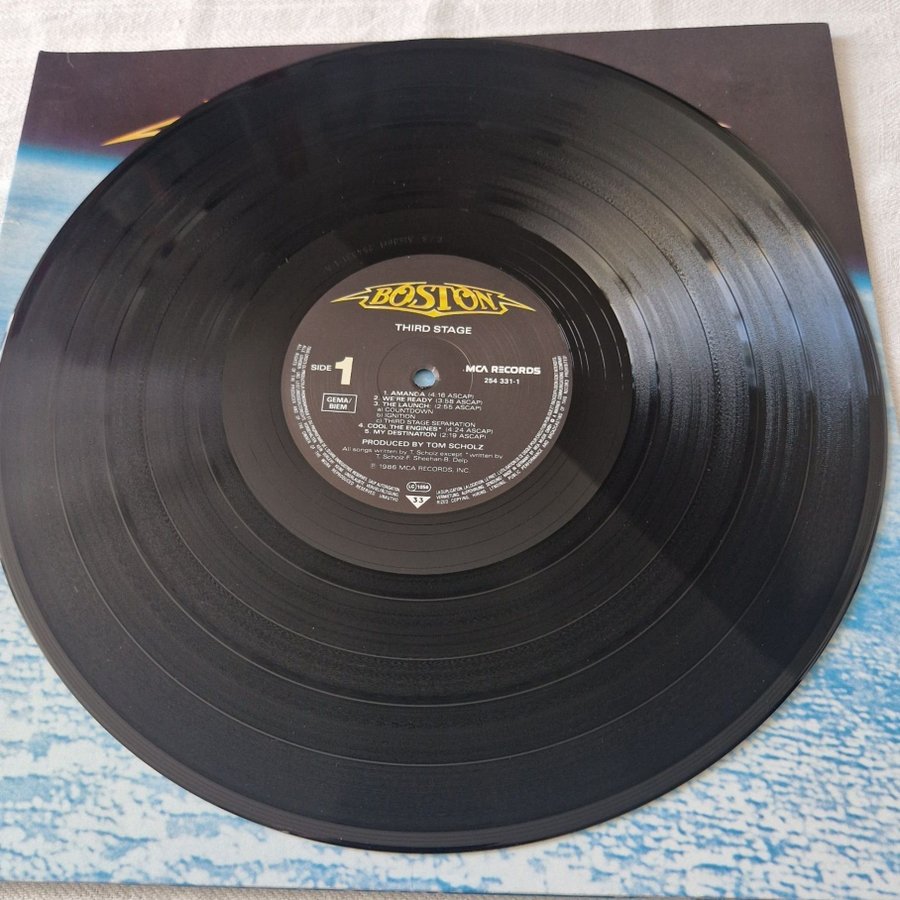 BOSTON
THIRD STAGE
SIDE 1
MCA RECORDS
254 331-1
GEMA/
BIEM
1. AMANDA (4:16 ASCAP)
2. WE'RE READY (3:58 ASCAP)
3. THE LAUNCH: (2:55 ASCAP)
a) COUNTDOWN
b) IGNITION
c) THIRD STAGE SEPARATION
4. COOL THE ENGINES* (4:24 ASCAP)
5. MY DESTINATION (2:19 ASCAP)
PRODUCED BY TOM SCHOLZ
All songs written by T. Scholz except * written by
T. Scholz-F. Sheehan-B. Delp
℗ 1986 MCA RECORDS, INC.
LC 1056
33